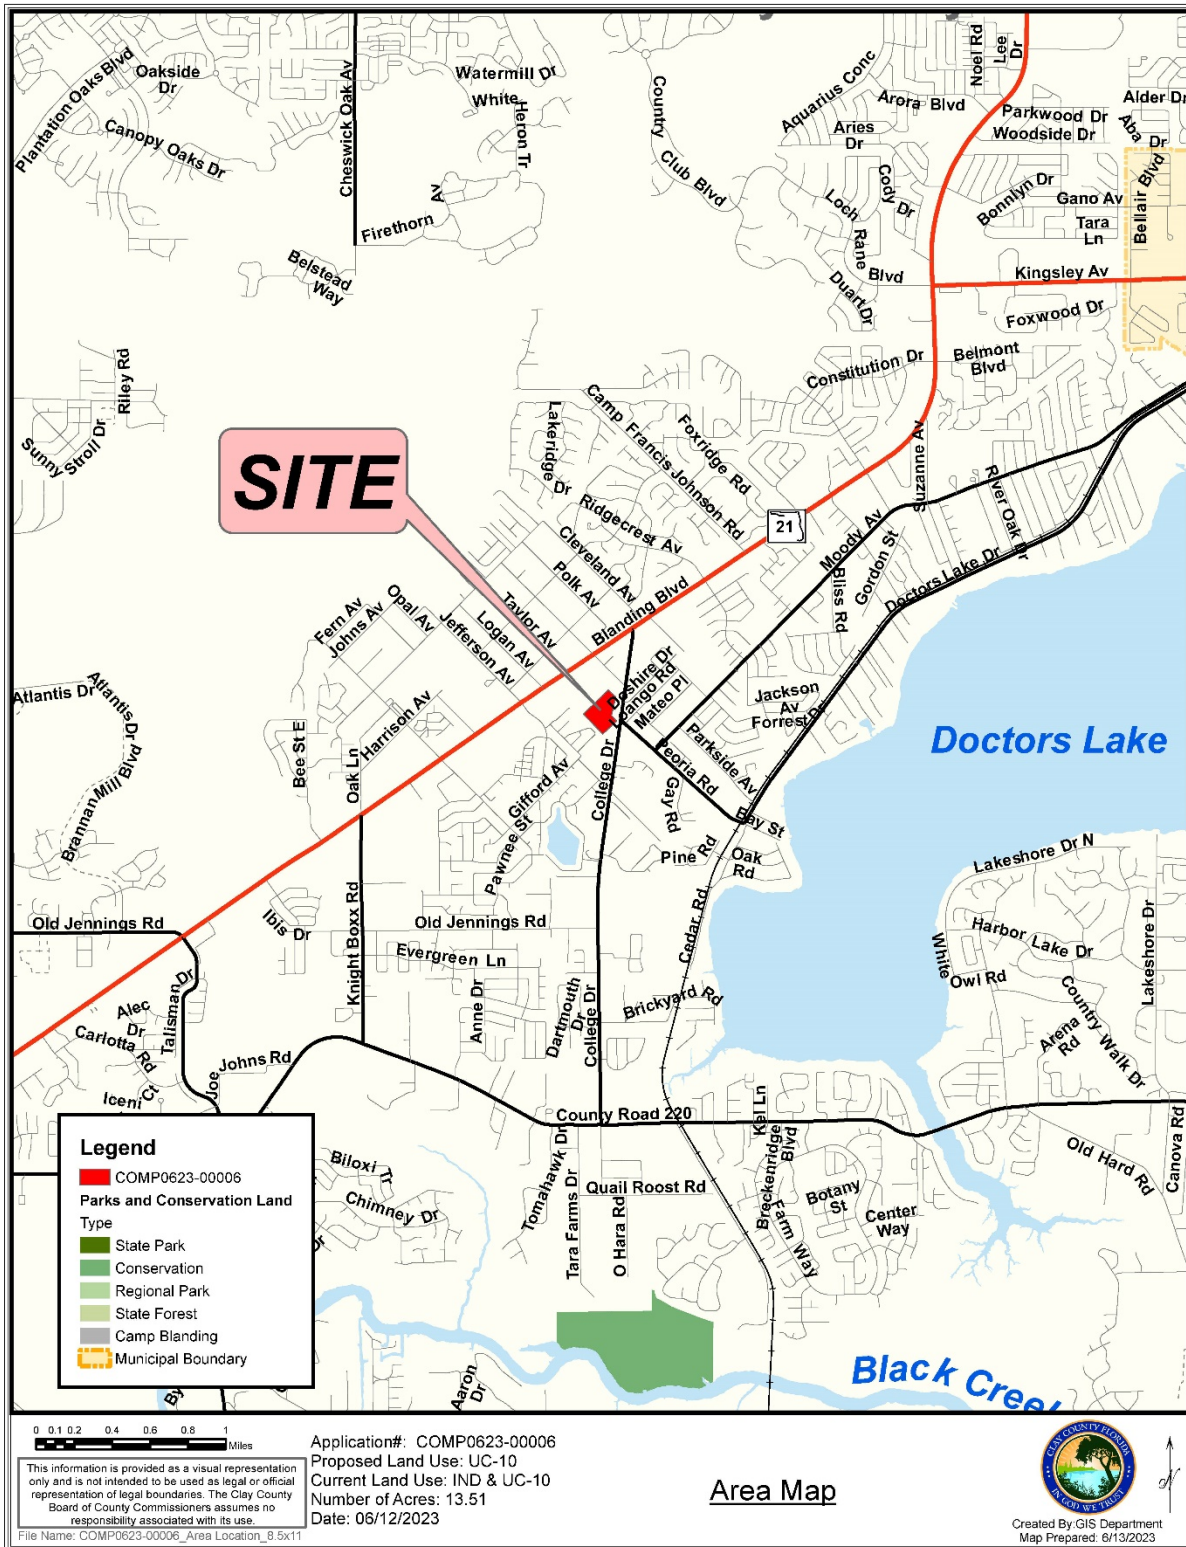 Noel Rd
Lee Dr
Plantation Oaks Blvd
Oakside Dr
Canopy Oaks Dr
Cheswick Oak Av
Watermill Dr
White Heron Tr
Firethorn Av
Belstead Way
Country Club Blvd
Aquarius Conc
Arora Blvd
Aries Dr
Cody Dr
Parkwood Dr
Woodside Dr
Alder Dr
Aba Dr
Bonnlyn Dr
Gano Av
Tara Ln
Bellair Blvd
Loch Rane Blvd
Duart Dr
Kingsley Av
Foxwood Dr
Constitution Dr
Belmont Blvd
Riley Rd
Sunny Stroll Dr
SITE
Lakeridge Dr
Camp Francis Johnson Rd
Foxridge Rd
Ridgecrest Av
Cleveland Av
Polk Av
Suzanne Av
River Oak Dr
21
Moody Av
Gordon St
Bliss Rd
Doctors Lake Dr
Blanding Blvd
Taylor Av
Logan Av
Jefferson Av
Opal Av
Johns Av
Fern Av
Harrison Av
Atlantis Dr
Atlantis Dr
Brannan Mill Blvd
Bee St E
Oak Ln
Doshire Dr
Loango Rd
Mateo Pl
Jackson Av
Forrest Dr
Parkside Av
Peoria Rd
College Dr
Gifford Av
Pawnee St
Gay Rd
Bay St
Pine Rd
Oak Rd
Doctors Lake
Lakeshore Dr N
Lakeshore Dr
Harbor Lake Dr
White Owl Rd
Country Walk Dr
Arena Rd
Old Jennings Rd
Ibis Dr
Knight Boxx Rd
Old Jennings Rd
Evergreen Ln
Anne Dr
Dartmouth Dr
College Dr
Cedar Rd
Brickyard Rd
Talisman Dr
Alec Dr
Carlotta Rd
Iceni Ct
Joe Johns Rd
County Road 220
Kel Ln
Breckenridge Blvd
Farm Way
Botany St
Center Way
Old Hard Rd
Canova Rd
Biloxi Tr
Chimney Dr
Dr
Tomahawk Dr
Tara Farms Dr
Quail Roost Rd
O Hara Rd
Aaron Dr
By
Black Creek
Legend
COMP0623-00006
Parks and Conservation Land
Type
State Park
Conservation
Regional Park
State Forest
Camp Blanding
Municipal Boundary
0 0.1 0.2 0.4 0.6 0.8 1
Miles
This information is provided as a visual representation
only and is not intended to be used as legal or official
representation of legal boundaries. The Clay County
Board of County Commissioners assumes no
responsibility associated with its use.
File Name: COMP0623-00006_Area Location_8.5x11
Application#: COMP0623-00006
Proposed Land Use: UC-10
Current Land Use: IND & UC-10
Number of Acres: 13.51
Date: 06/12/2023
Area Map
CLAY COUNTY FLORIDA
IN GOD WE TRUST
N
Created By:GIS Department
Map Prepared: 6/13/2023